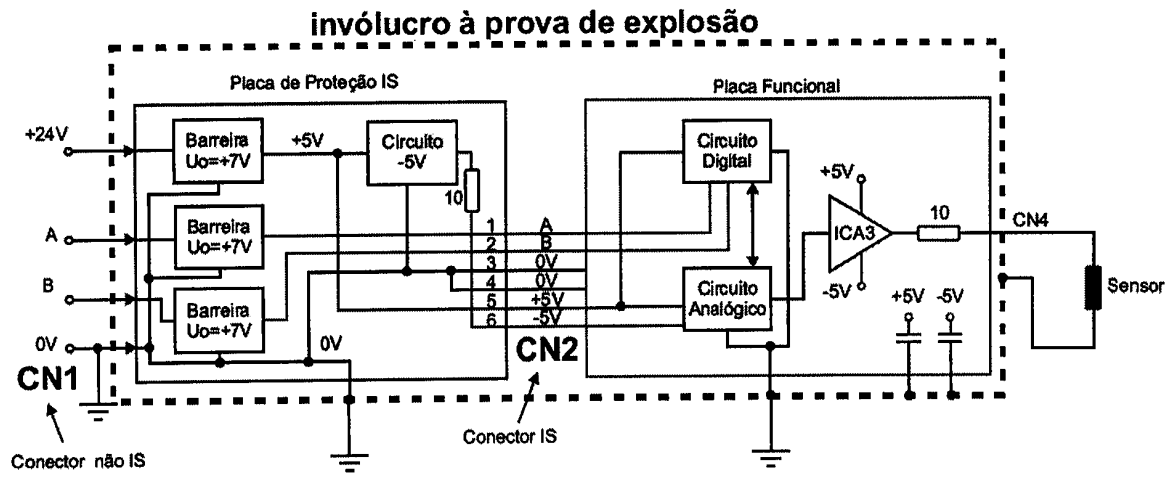 invólucro à prova de explosão
Placa de Proteção IS
Placa Funcional
+24V
Barreira
Uo=+7V
+5V
Circuito
-5V
10
Circuito
Digital
+5V
ICA3
-5V
10
CN4
A
Barreira
Uo=+7V
1
A
2
B
3
0V
4
0V
5
+5V
6
-5V
B
Barreira
Uo=+7V
0V
Circuito
Analógico
+5V
-5V
Sensor
0V
CN1
CN2
Conector não IS
Conector IS